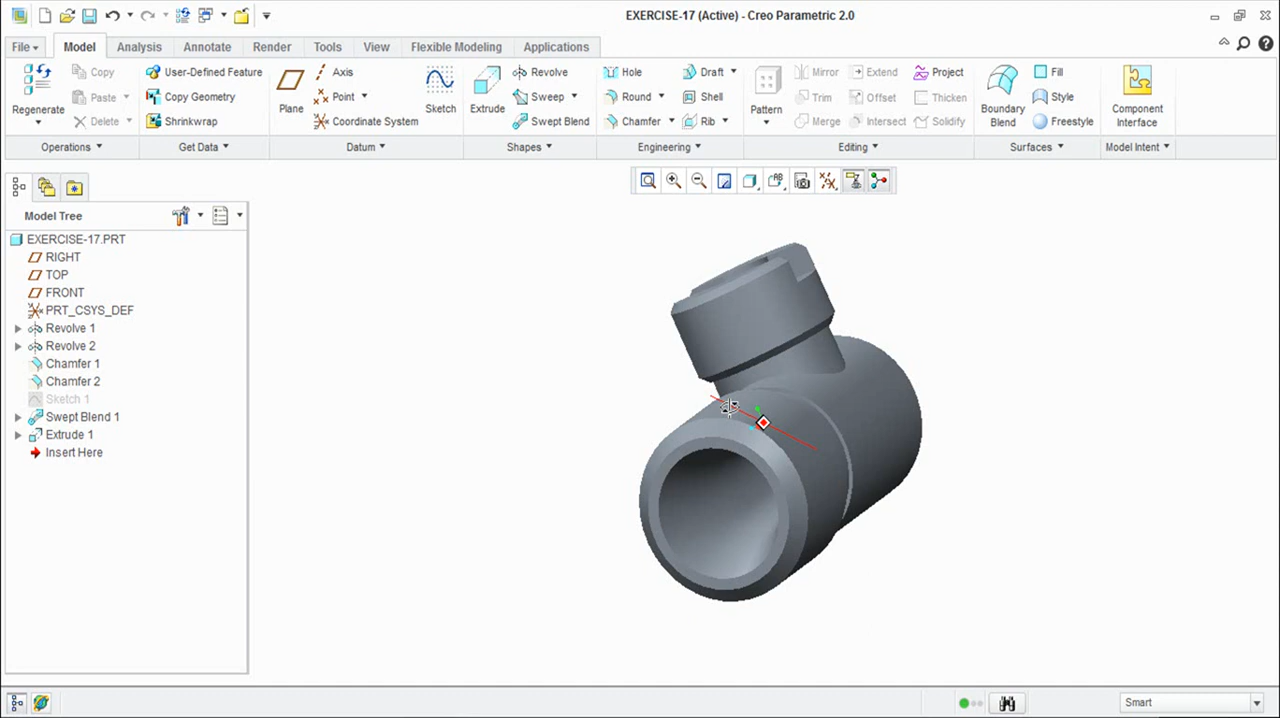 EXERCISE-17 (Active) - Creo Parametric 2.0
File Model Analysis Annotate Render Tools View Flexible Modeling Applications
Regenerate
Copy
Paste
Delete
Operations
User-Defined Feature
Copy Geometry
Shrinkwrap
Get Data
Plane
Axis
Point
Coordinate System
Sketch
Datum
Extrude
Revolve
Sweep
Swept Blend
Shapes
Hole
Round
Chamfer
Draft
Shell
Rib
Engineering
Pattern
Mirror
Trim
Merge
Extend
Offset
Intersect
Project
Thicken
Solidify
Editing
Boundary
Blend
Fill
Style
Freestyle
Surfaces
Component
Interface
Model Intent
Model Tree
EXERCISE-17.PRT
RIGHT
TOP
FRONT
PRT_CSYS_DEF
Revolve 1
Revolve 2
Chamfer 1
Chamfer 2
Sketch 1
Swept Blend 1
Extrude 1
Insert Here
Smart